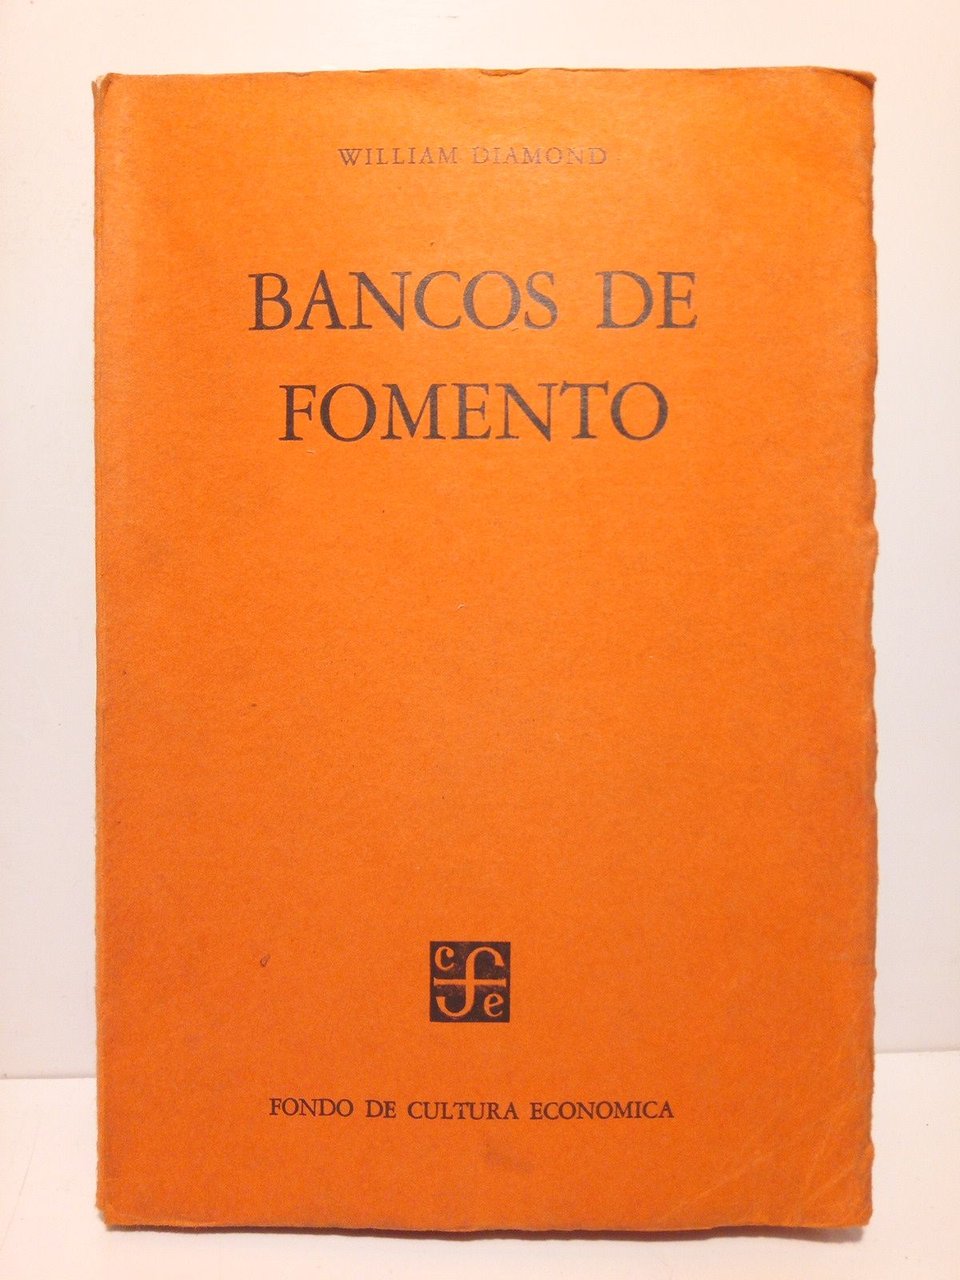 WILLIAM DIAMOND
BANCOS DE
FOMENTO
c f e
FONDO DE CULTURA ECONOMICA